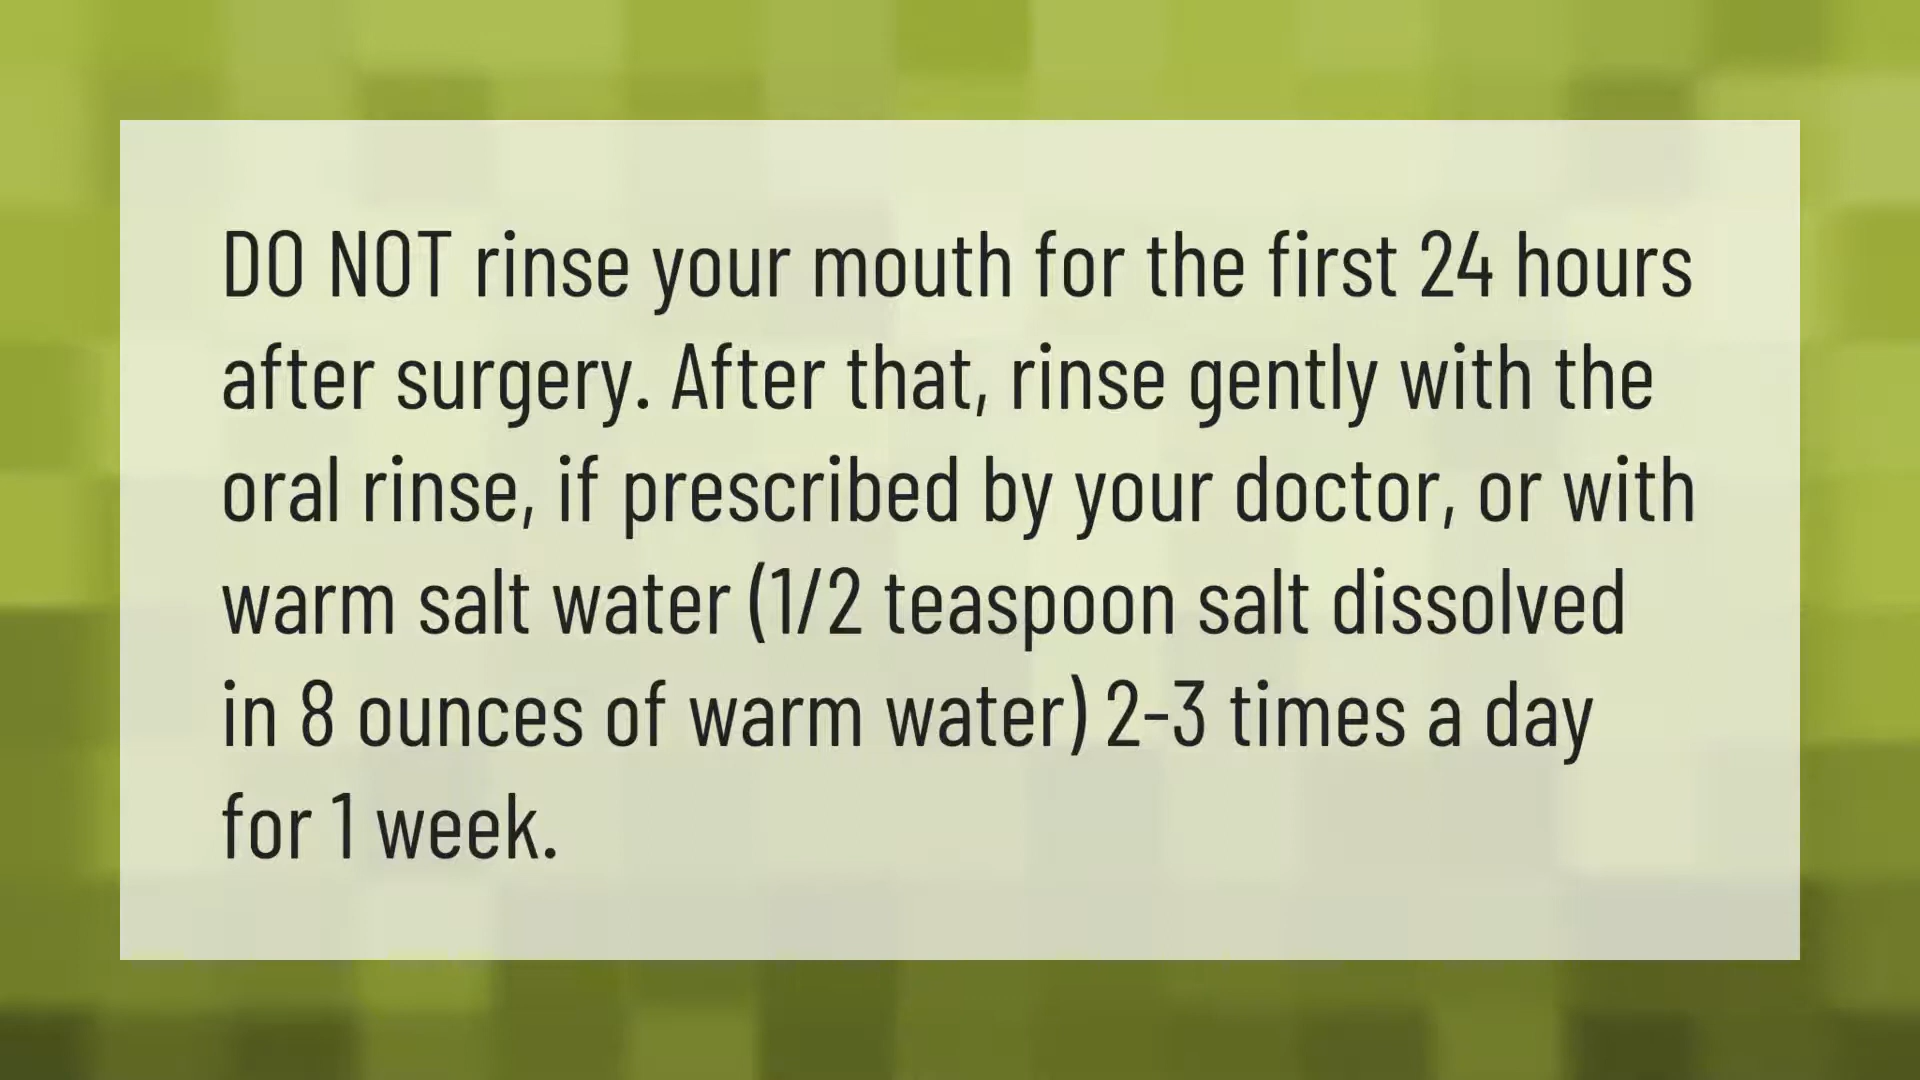 DO NOT rinse your mouth for the first 24 hours
after surgery. After that, rinse gently with the
oral rinse, if prescribed by your doctor, or with
warm salt water (1/2 teaspoon salt dissolved
in 8 ounces of warm water) 2-3 times a day
for 1 week.